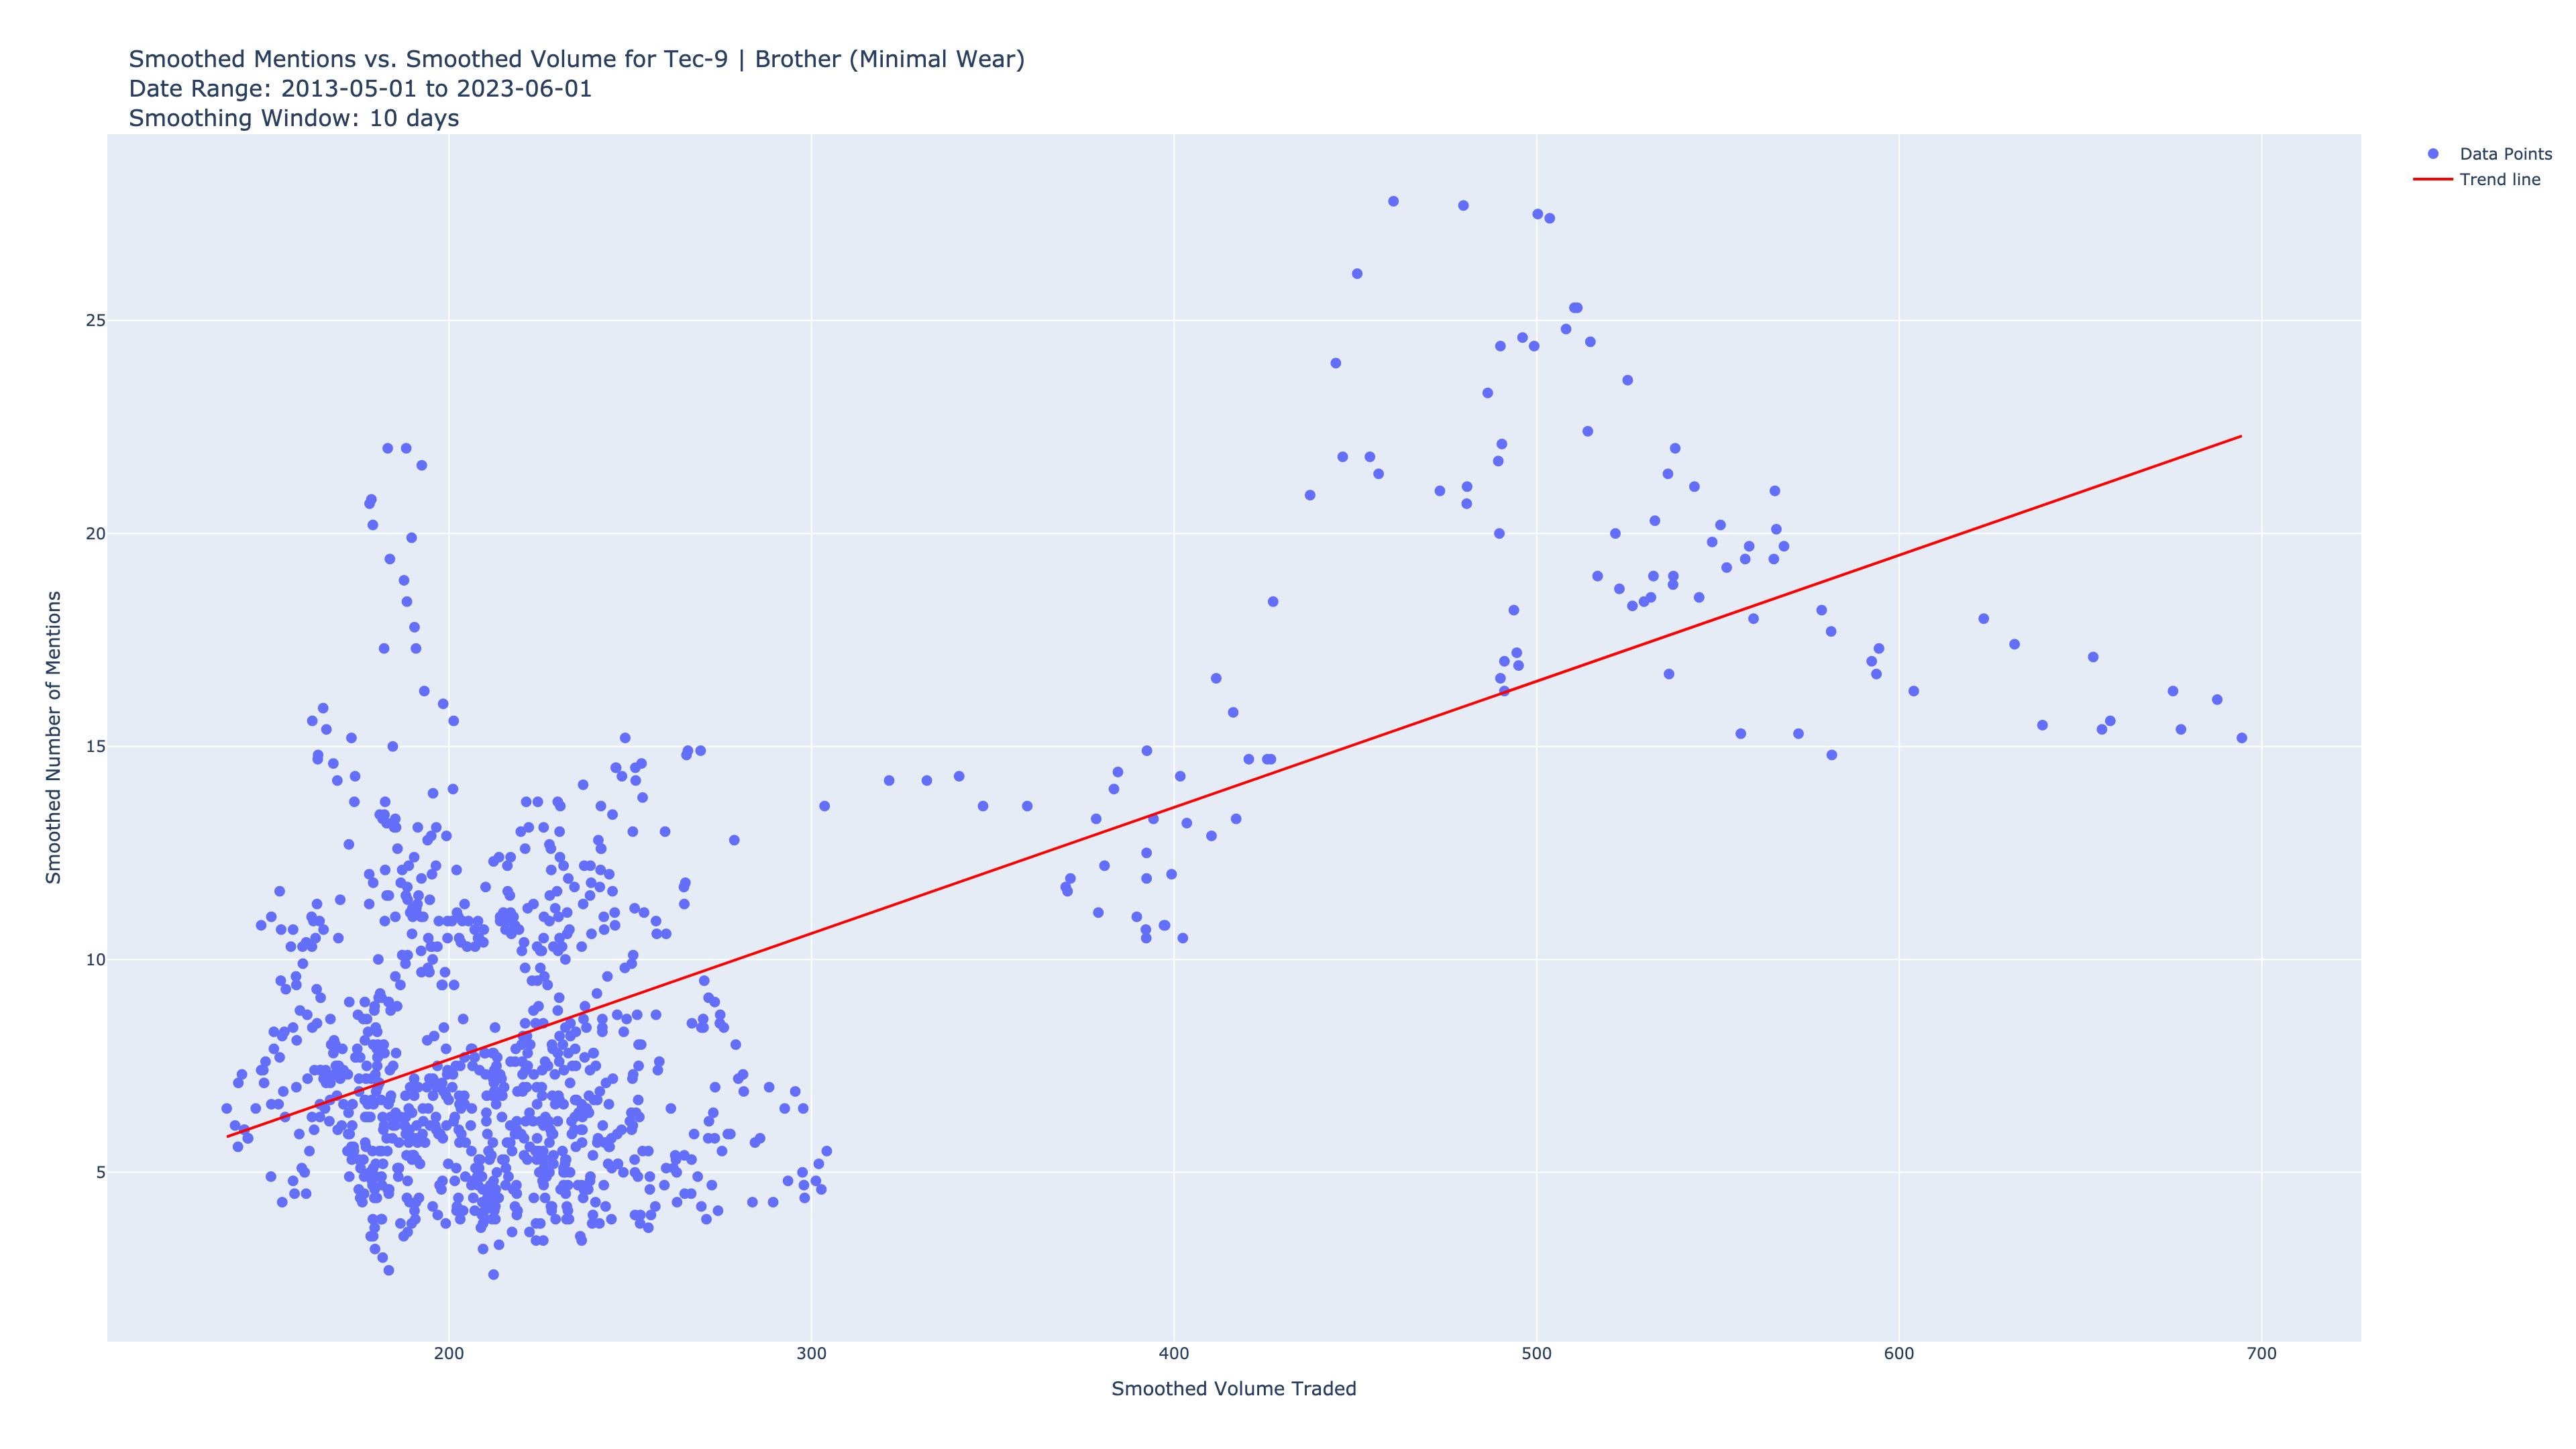 Smoothed Mentions vs. Smoothed Volume for Tec-9 | Brother (Minimal Wear)
Date Range: 2013-05-01 to 2023-06-01
Smoothing Window: 10 days
Data Points
Trend line
25
20
15
10
5
Smoothed Number of Mentions
200 300 400 500 600 700
Smoothed Volume Traded